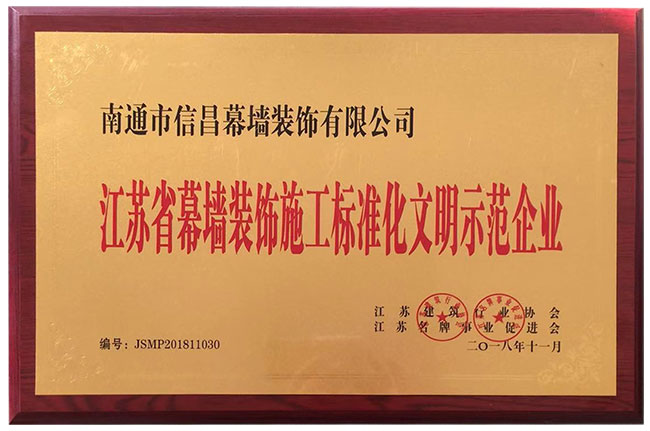 南通市信昌幕墙装饰有限公司
江苏省幕墙装饰施工标准化文明示范企业
江苏建筑行业协会
江苏名牌事业促进会
编号：JSMP201811030
二〇一八年十一月